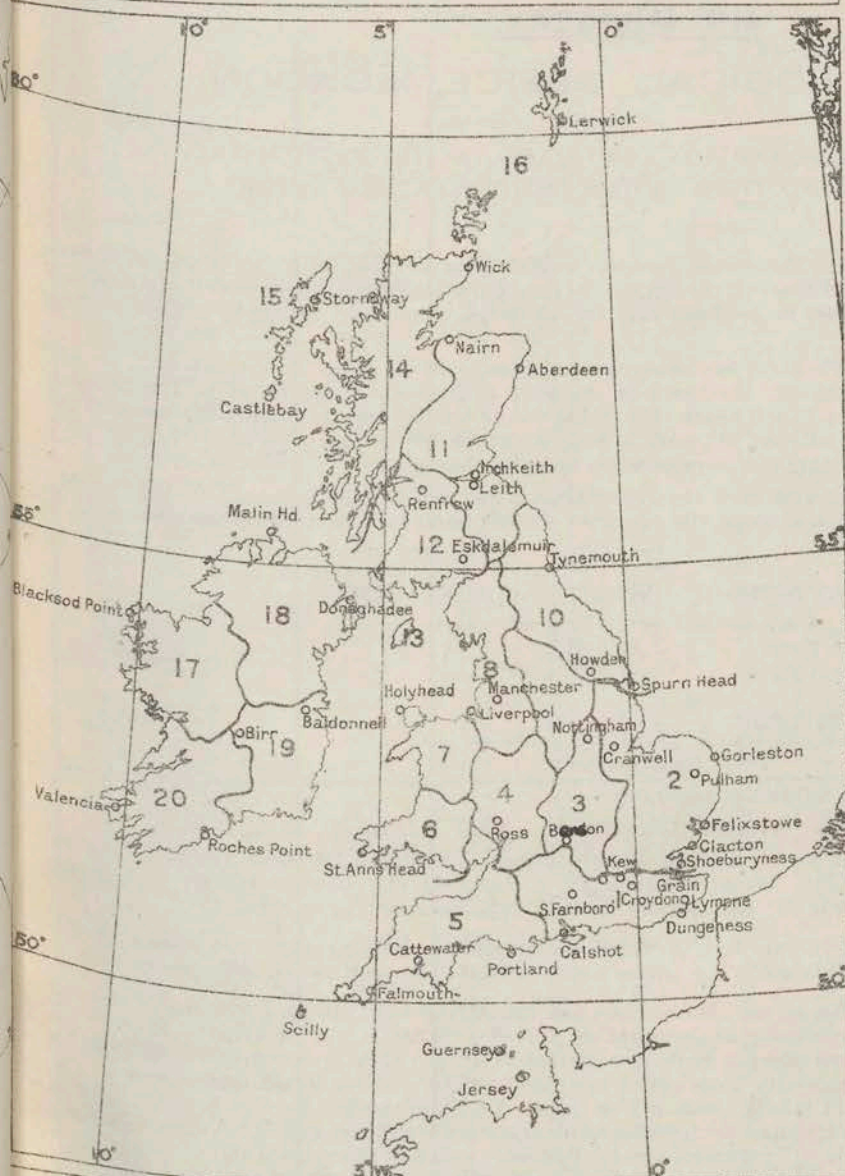 10°
5°
0°
60°
Lerwick
16
Wick
15
Stornoway
Nairn
14
Aberdeen
Castlebay
11
Inchkeith
Leith
Renfrew
Malin Hd.
55°
55°
12
Eskdalemuir
Tynemouth
Blacksod Point
18
Donaghadee
10
13
17
8
Howden
Spurn Head
Manchester
Holyhead
Liverpool
Baldonnell
Nottingham
Birr
19
Cranwell
Gorleston
7
2
Pulham
Valencia
20
4
3
Felixstowe
Roches Point
6
Ross
Clacton
Shoeburyness
St. Ann's Head
Kew
Grain
Croydon
Lympne
S. Farnboro'
Dungeness
5
Calshot
Cattewater
Portland
50°
50°
Falmouth
Scilly
Guernsey
Jersey
10°
5° W
0°